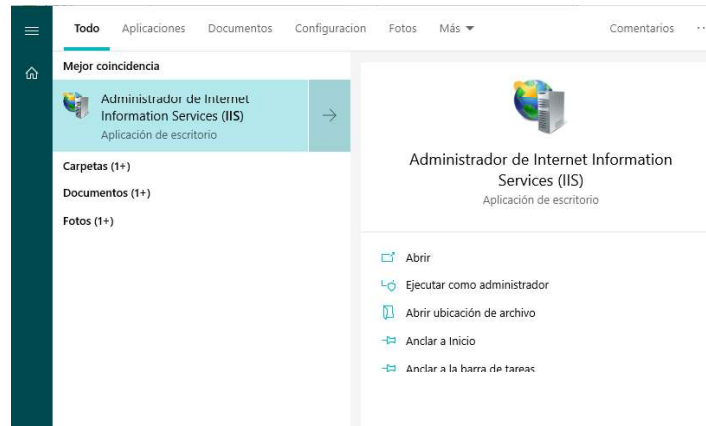 Todo Aplicaciones Documentos Configuracion Fotos Más Comentarios ...
Mejor coincidencia
Administrador de Internet
Information Services (IIS)
Aplicación de escritorio
Carpetas (1+)
Documentos (1+)
Fotos (1+)
Administrador de Internet Information
Services (IIS)
Aplicación de escritorio
Abrir
Ejecutar como administrador
Abrir ubicación de archivo
Anclar a Inicio
Anclar a la barra de tareas